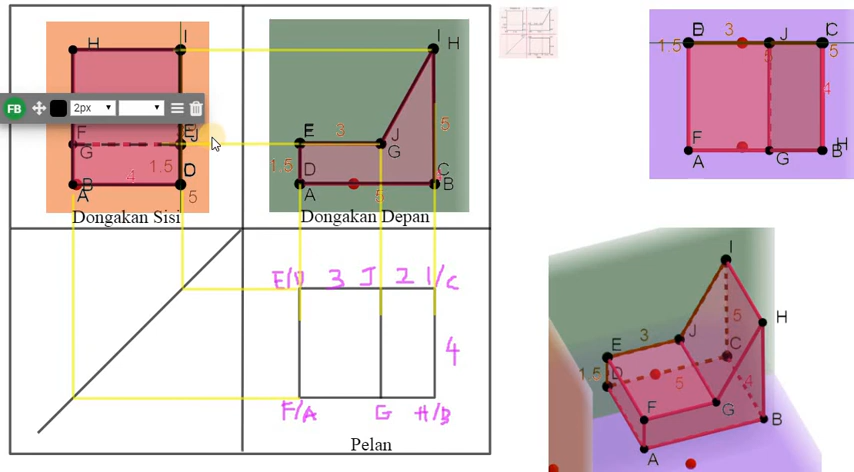 FB
2px
H I
F E
G J
1.5 D
4
B
A 5
Dongakan Sisi
I H
E 3 J
G
5
1.5 D C
A 5 B
Dongakan Depan
E/D 3 J 2 I/C
4
F/A G H/B
Pelan
3 J C
1.5 5 5
4
F H
A G B
I
5 H
3 J
E C
1.5 D 5 4
F G B
A